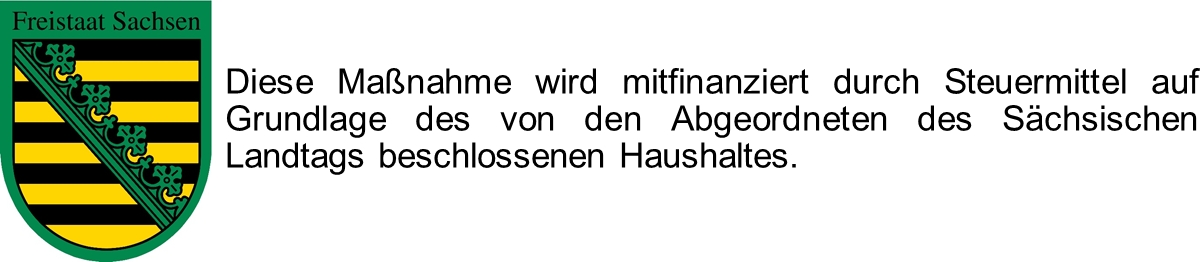 Freistaat Sachsen
Diese Maßnahme wird mitfinanziert durch Steuermittel auf
Grundlage des von den Abgeordneten des Sächsischen
Landtags beschlossenen Haushaltes.